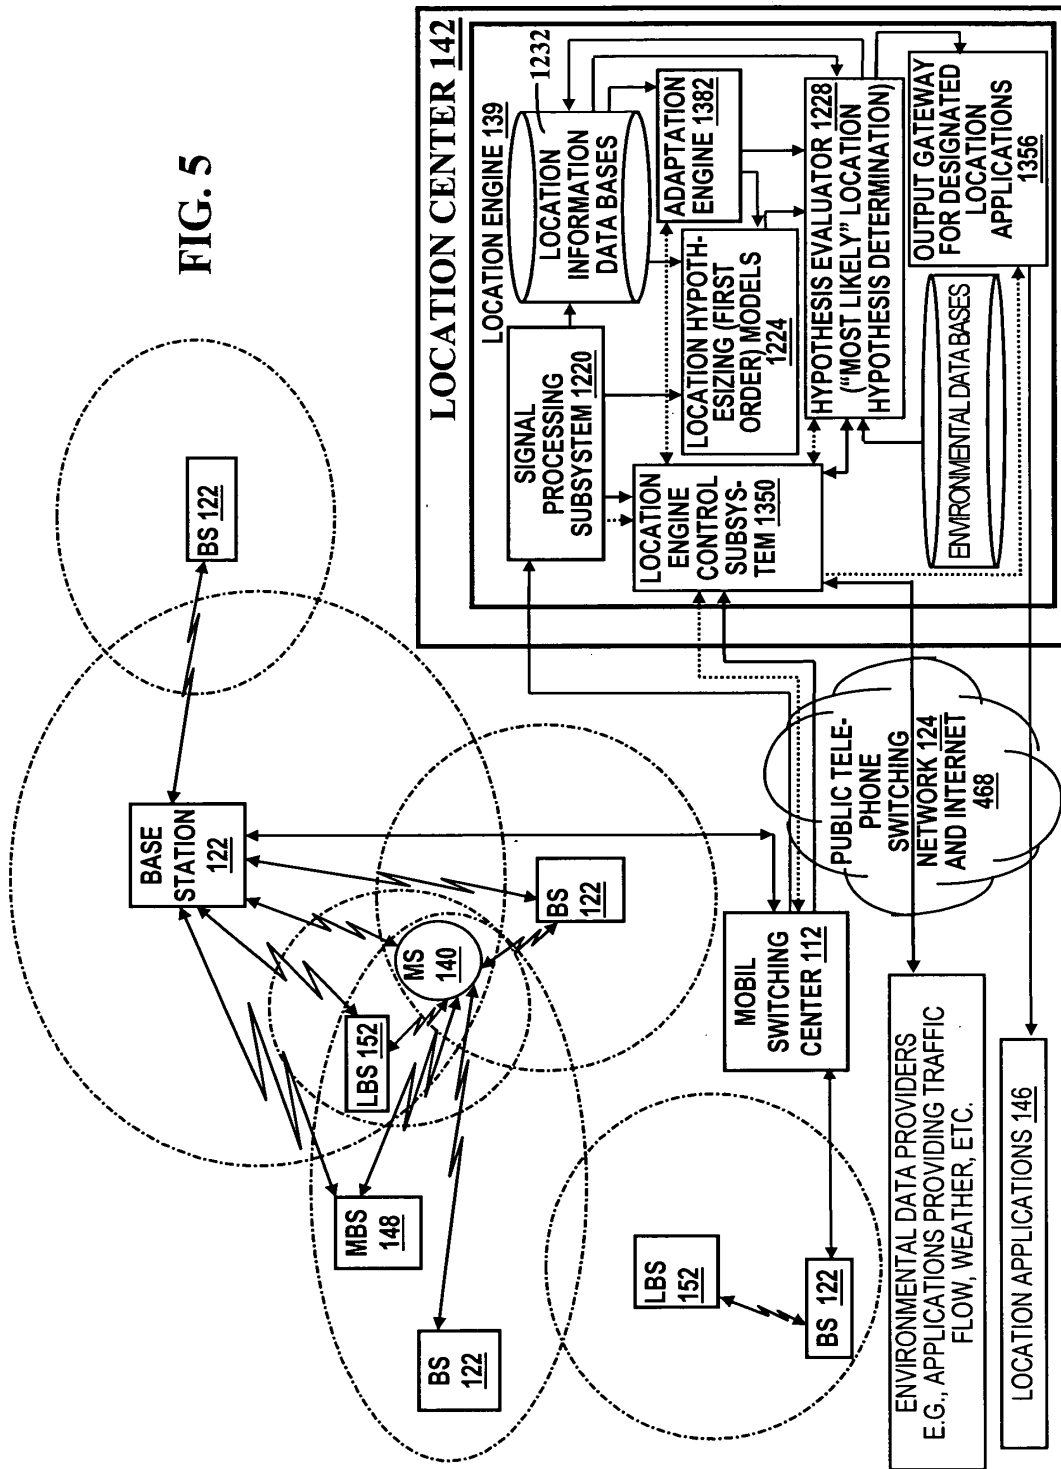 FIG. 5
LOCATION CENTER 142
LOCATION ENGINE 139
1232
LOCATION
INFORMATION
DATA BASES
SIGNAL
PROCESSING
SUBSYSTEM 1220
ADAPTATION
ENGINE 1382
LOCATION HYPOTH-
ESIZING (FIRST
ORDER) MODELS
1224
LOCATION
ENGINE
CONTROL
SUBSYS-
TEM 1350
HYPOTHESIS EVALUATOR 1228
(“MOST LIKELY” LOCATION
HYPOTHESIS DETERMINATION)
ENVIRONMENTAL DATA BASES
OUTPUT GATEWAY
FOR DESIGNATED
LOCATION
APPLICATIONS
1356
BS 122
BASE
STATION
122
MS
140
BS
122
LBS 152
MBS
148
BS
122
MOBIL
SWITCHING
CENTER 112
PUBLIC TELE-
PHONE
SWITCHING
NETWORK 124
AND INTERNET
468
LBS
152
BS 122
ENVIRONMENTAL DATA PROVIDERS
E.G., APPLICATIONS PROVIDING TRAFFIC
FLOW, WEATHER, ETC.
LOCATION APPLICATIONS 146